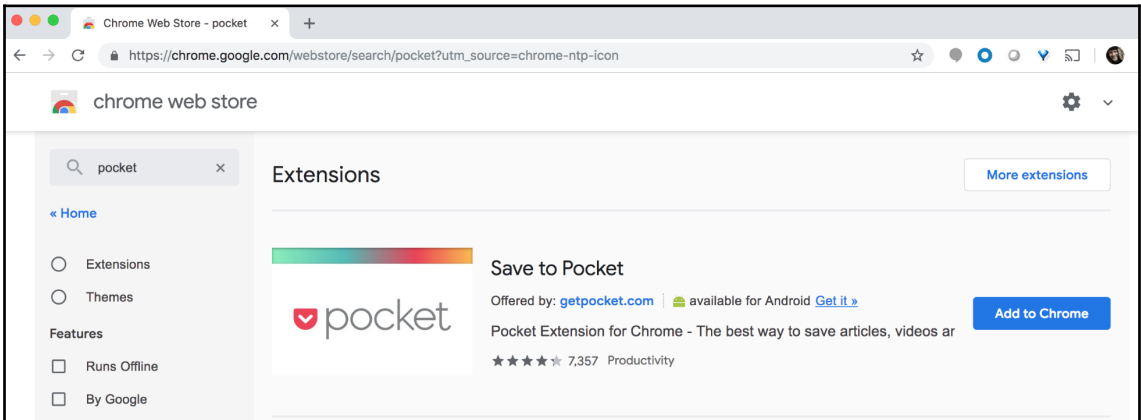 Chrome Web Store - pocket
https://chrome.google.com/webstore/search/pocket?utm_source=chrome-ntp-icon
chrome web store
pocket
« Home
Extensions
Themes
Features
Runs Offline
By Google
Extensions
More extensions
pocket
Save to Pocket
Offered by: getpocket.com available for Android Get it »
Pocket Extension for Chrome - The best way to save articles, videos ar
7,357 Productivity
Add to Chrome